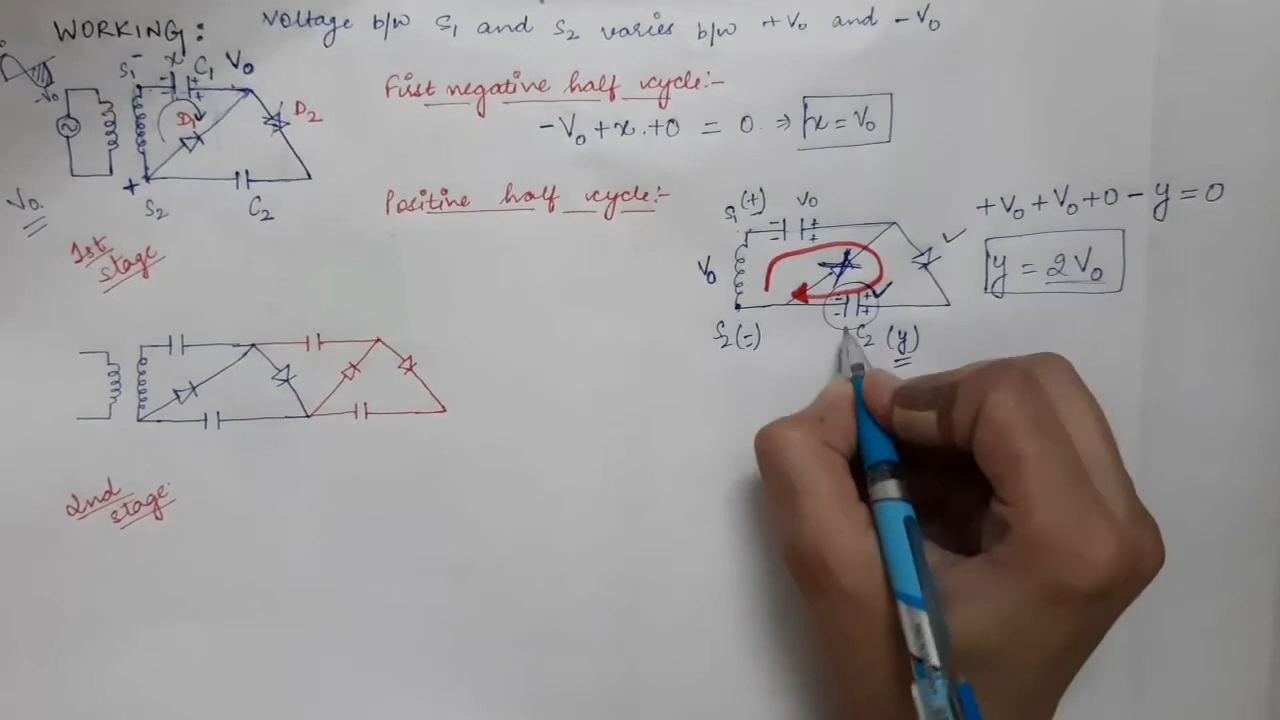 WORKING: Voltage b/w S1 and S2 varies b/w +V0 and -V0
S1 - x C1 V0
First negative half cycle:-
D1 D2
-V0 + x + 0 = 0 ⇒ x = V0
+
S2 C2
V0
Positine half cycle:-
S1 (+) V0
+V0 + V0 + 0 - y = 0
y = 2V0
V0
S2 (-) C2 (y)
1st
stage
2nd
stage